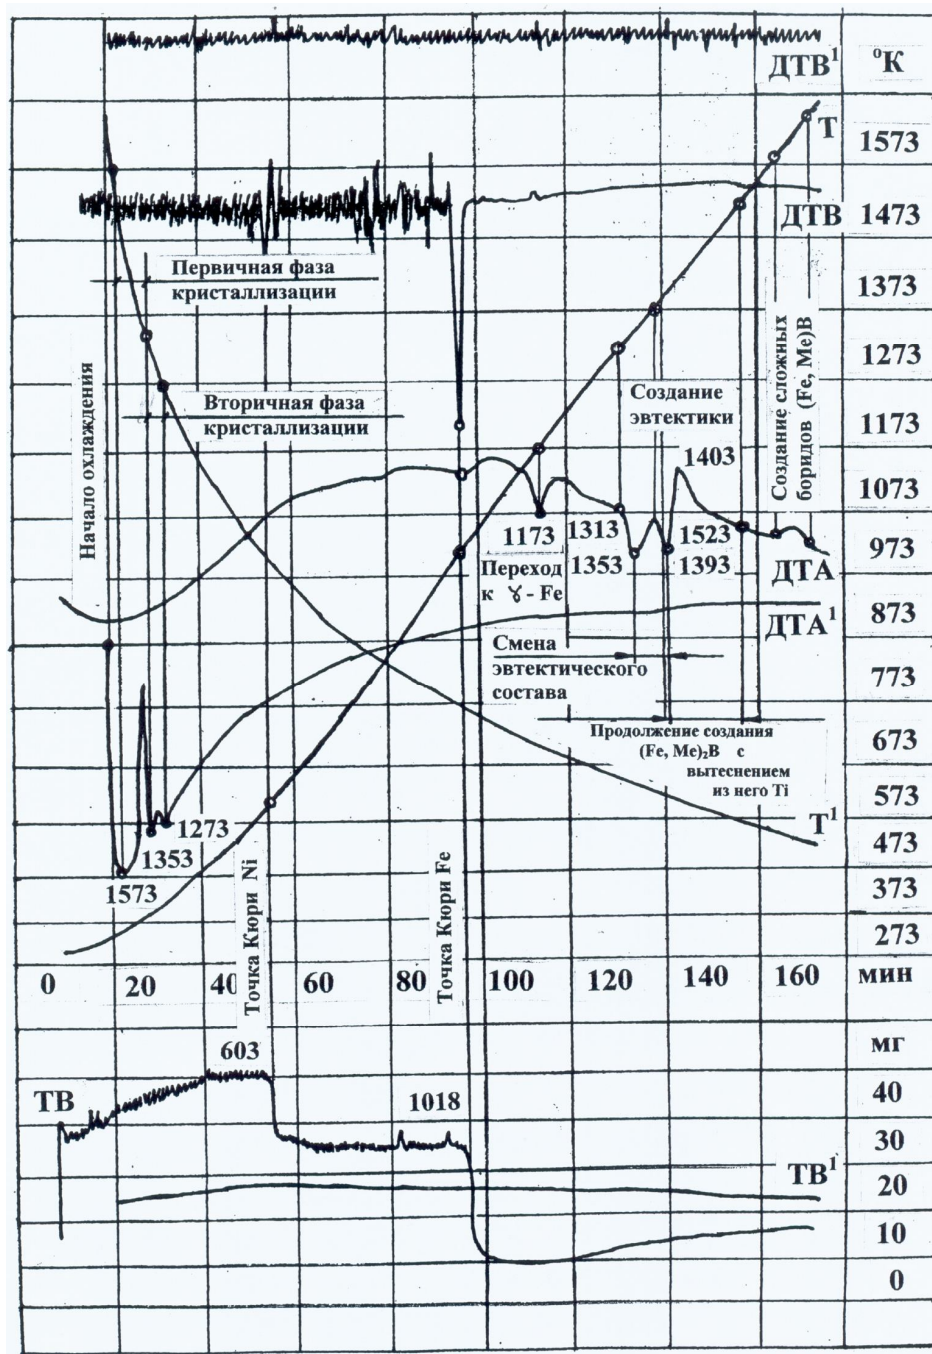 ДТВ¹
°К
Т
1573
1473
ДТВ
Первичная фаза
кристаллизации
1373
1273
Начало охлаждения
Вторичная фаза
кристаллизации
Создание
эвтектики
Создание сложных
боридов (Fe, Me)B
1173
1403
1073
1173
1313
1523
973
1353
1393
Переход
к γ - Fe
ДТА
873
ДТА¹
Смена
эвтектического
состава
773
Продолжение создания
(Fe, Me)₂B с
вытеснением
из него Ti
673
573
1273
1353
1573
Т¹
473
373
273
Точка Кюри Ni
Точка Кюри Fe
0
20
40
60
80
100
120
140
160
мин
мг
603
ТВ
1018
40
30
ТВ¹
20
10
0